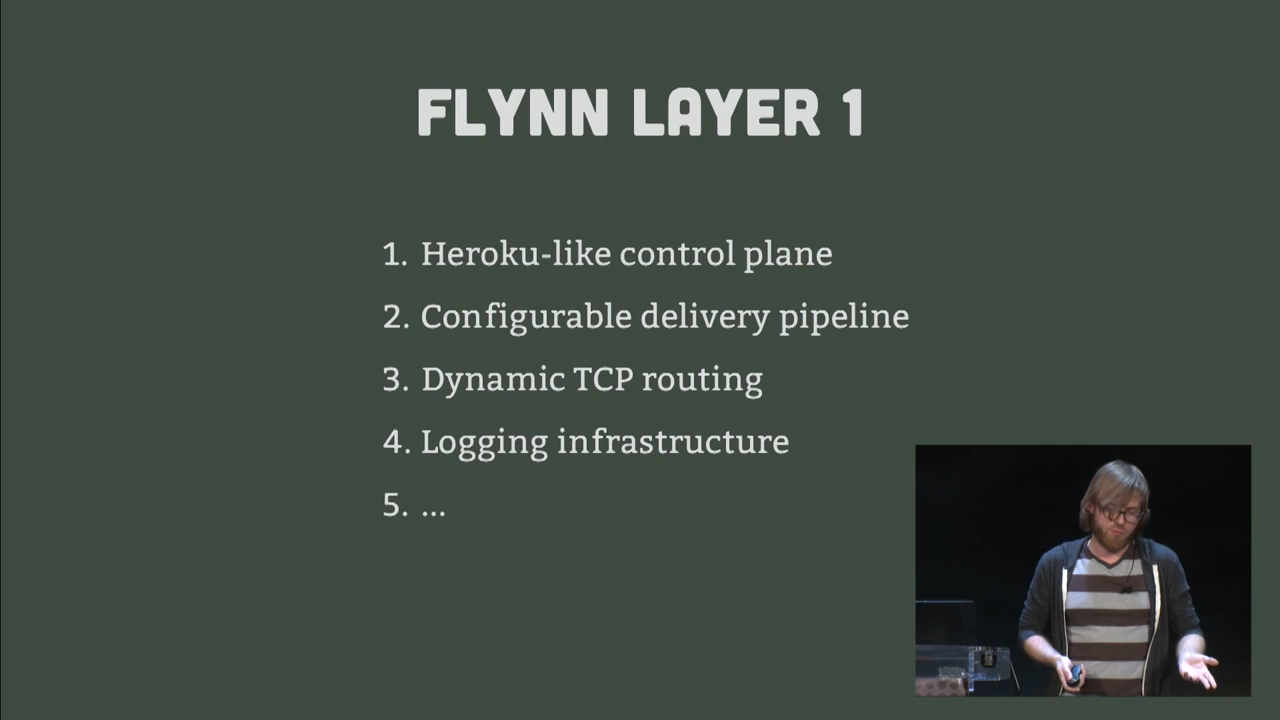 FLYNN LAYER 1
1. Heroku-like control plane
2. Configurable delivery pipeline
3. Dynamic TCP routing
4. Logging infrastructure
5. ...